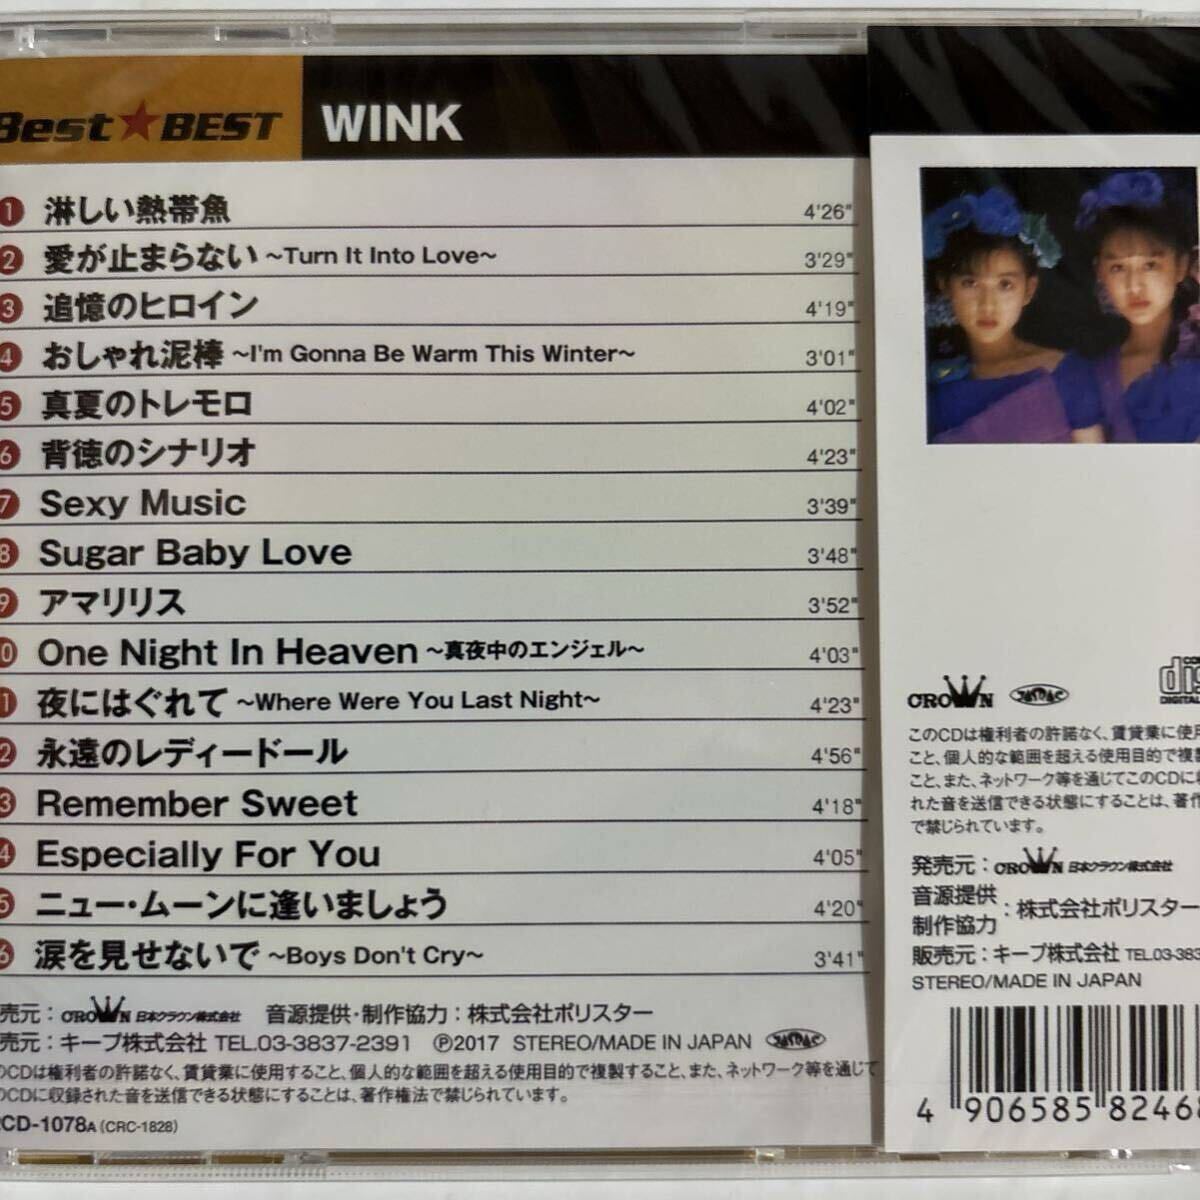 Best★BEST WINK
1 淋しい熱帯魚 4'26"
2 愛が止まらない ~Turn It Into Love~ 3'29"
3 追憶のヒロイン 4'19"
4 おしゃれ泥棒 ~I'm Gonna Be Warm This Winter~ 3'01"
5 真夏のトレモロ 4'02"
6 背徳のシナリオ 4'23"
7 Sexy Music 3'39"
8 Sugar Baby Love 3'48"
9 アマリリス 3'52"
0 One Night In Heaven ~真夜中のエンジェル~ 4'03"
1 夜にはぐれて ~Where Were You Last Night~ 4'23"
2 永遠のレディードール 4'56"
3 Remember Sweet 4'18"
4 Especially For You 4'05"
5 ニュー・ムーンに逢いましょう 4'20"
6 涙を見せないで ~Boys Don't Cry~ 3'41"
売元:CROWN 日本クラウン株式会社 音源提供・制作協力:株式会社ポリスター
売元:キープ株式会社 TEL.03-3837-2391 ℗2017 STEREO/MADE IN JAPAN JASRAC
のCDは権利者の許諾なく、賃貸業に使用すること、個人的な範囲を超える使用目的で複製すること、また、ネットワーク等を通じて
のCDに収録された音を送信できる状態にすることは、著作権法で禁じられています。
CD-1078A (CRC-1828)
CROWN JASRAC
DIGITAL
このCDは権利者の許諾なく、賃貸業に使用
こと、個人的な範囲を超える使用目的で複製
こと、また、ネットワーク等を通じてこのCDに収
れた音を送信できる状態にすることは、著作
で禁じられています。
発売元:CROWN 日本クラウン株式会社
音源提供
制作協力:株式会社ポリスター
販売元:キープ株式会社 TEL.03-383
STEREO/MADE IN JAPAN
4 906585 82468